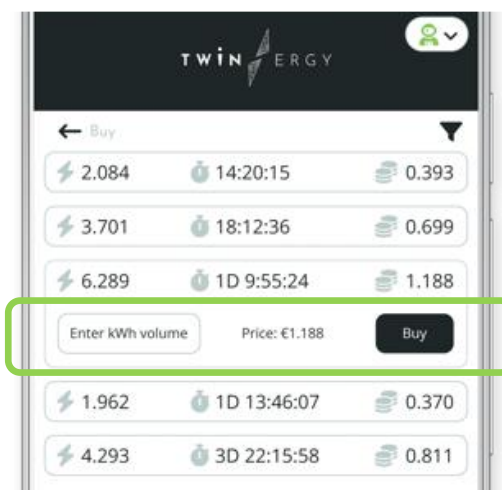 TWiN ERGY
Buy
2.084 14:20:15 0.393
3.701 18:12:36 0.699
6.289 1D 9:55:24 1.188
Enter kWh volume Price: €1.188 Buy
1.962 1D 13:46:07 0.370
4.293 3D 22:15:58 0.811